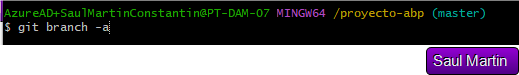 AzureAD+SaulMartinConstantin@PT-DAM-07 MINGW64 /proyecto-abp (master)
$ git branch -a
Saul Martin